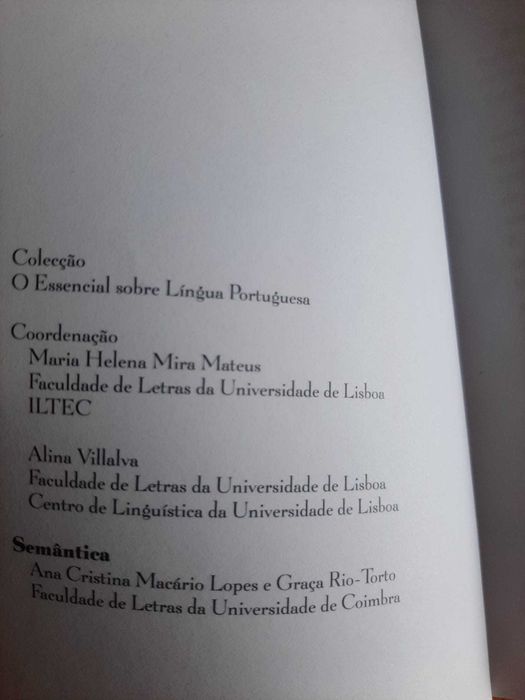 Colecção
O Essencial sobre Língua Portuguesa
Coordenação
Maria Helena Mira Mateus
Faculdade de Letras da Universidade de Lisboa
ILTEC
Alina Villalva
Faculdade de Letras da Universidade de Lisboa
Centro de Linguística da Universidade de Lisboa
Semântica
Ana Cristina Macário Lopes e Graça Rio-Torto
Faculdade de Letras da Universidade de Coimbra